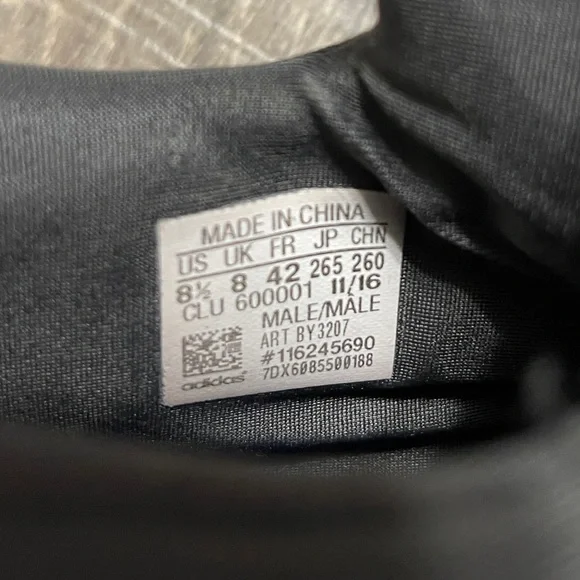 MADE IN CHINA
US UK FR JP CHN
8½ 8 42 265 260
CLU 600001 11/16
MALE/MÂLE
ART BY3207
#116245690
7DX6085500188
adidas